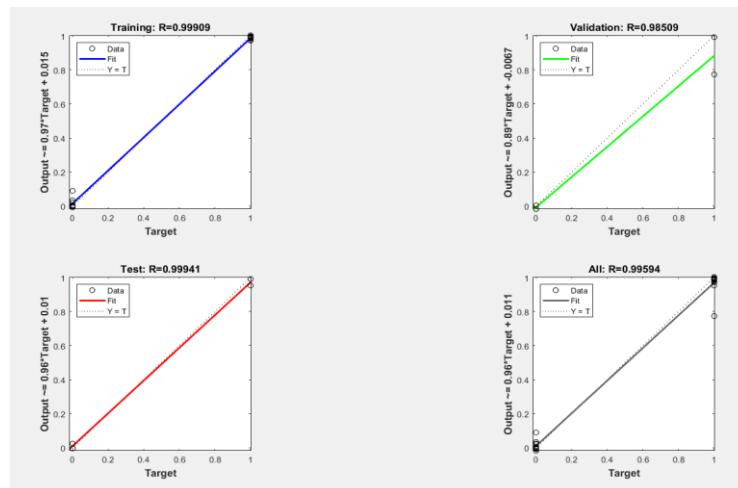 Training: R=0.99909
Output ~= 0.97*Target + 0.015
1
0.8
0.6
0.4
0.2
0
Data
Fit
Y = T
0 0.2 0.4 0.6 0.8 1
Target
Validation: R=0.98509
Output ~= 0.89*Target + -0.0067
1
0.8
0.6
0.4
0.2
0
Data
Fit
Y = T
0 0.2 0.4 0.6 0.8 1
Target
Test: R=0.99941
Output ~= 0.96*Target + 0.01
1
0.8
0.6
0.4
0.2
0
Data
Fit
Y = T
0 0.2 0.4 0.6 0.8 1
Target
All: R=0.99594
Output ~= 0.96*Target + 0.011
1
0.8
0.6
0.4
0.2
0
Data
Fit
Y = T
0 0.2 0.4 0.6 0.8 1
Target